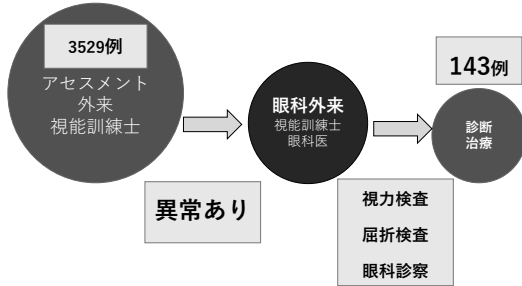 3529例
アセスメント
外来
視能訓練士
異常あり
眼科外来
視能訓練士
眼科医
視力検査
屈折検査
眼科診察
143例
診断
治療